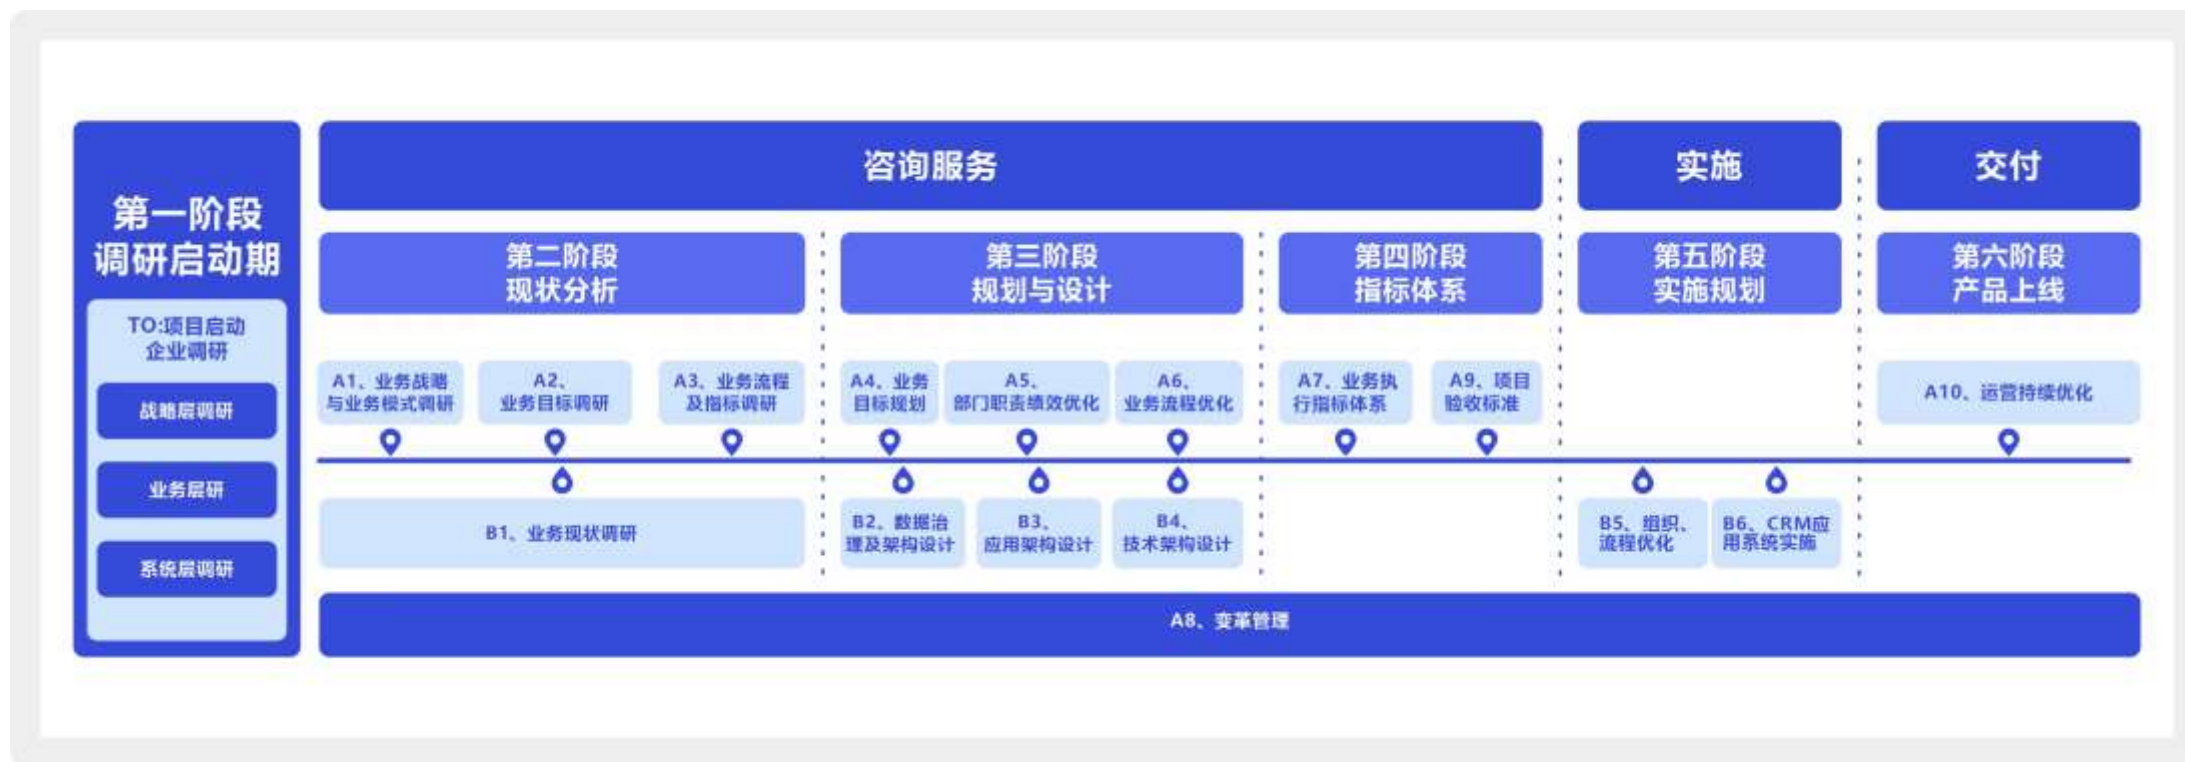 第一阶段
调研启动期
TO:项目启动
企业调研
战略层调研
业务层研
系统层调研
咨询服务
实施
交付
第二阶段
现状分析
第三阶段
规划与设计
第四阶段
指标体系
第五阶段
实施规划
第六阶段
产品上线
A1、业务战略
与业务模式调研
A2、
业务目标调研
A3、业务流程
及指标调研
A4、业务
目标规划
A5、
部门职责绩效优化
A6、
业务流程优化
A7、业务执
行指标体系
A9、项目
验收标准
A10、运营持续优化
B1、业务现状调研
B2、数据治
理及架构设计
B3、
应用架构设计
B4、
技术架构设计
B5、组织、
流程优化
B6、CRM应
用系统实施
A8、变革管理